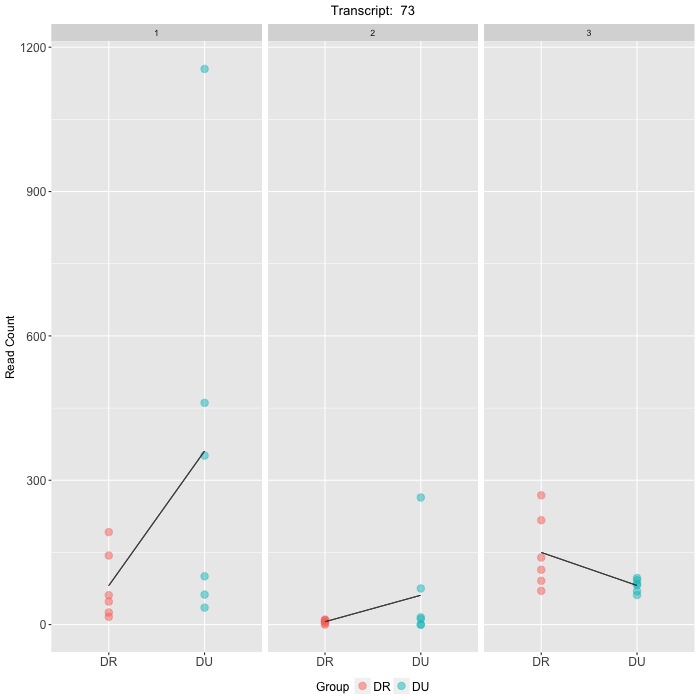 Transcript:  73
1 2 3
1200
900
600
300
0
Read Count
DR DU DR DU DR DU
Group DR DU